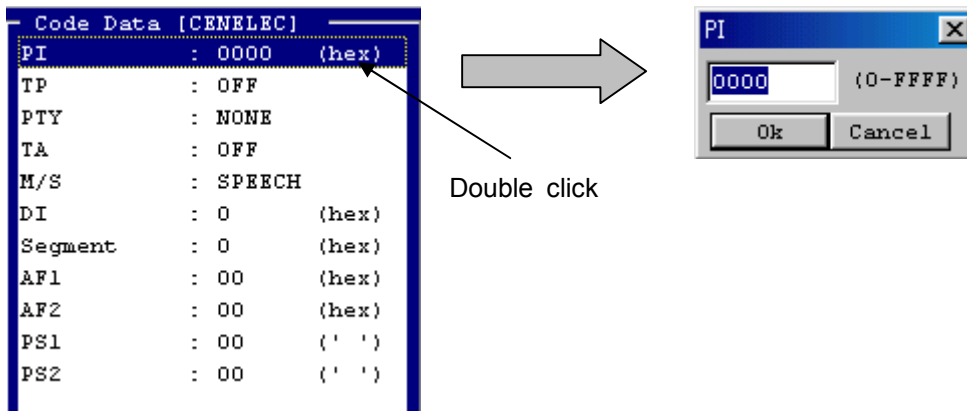 Code Data [CENELEC]
PI : 0000 (hex)
TP : OFF
PTY : NONE
TA : OFF
M/S : SPEECH
DI : 0 (hex)
Segment : 0 (hex)
AF1 : 00 (hex)
AF2 : 00 (hex)
PS1 : 00 (' ')
PS2 : 00 (' ')
Double click
PI
0000 (0-FFFF)
Ok Cancel